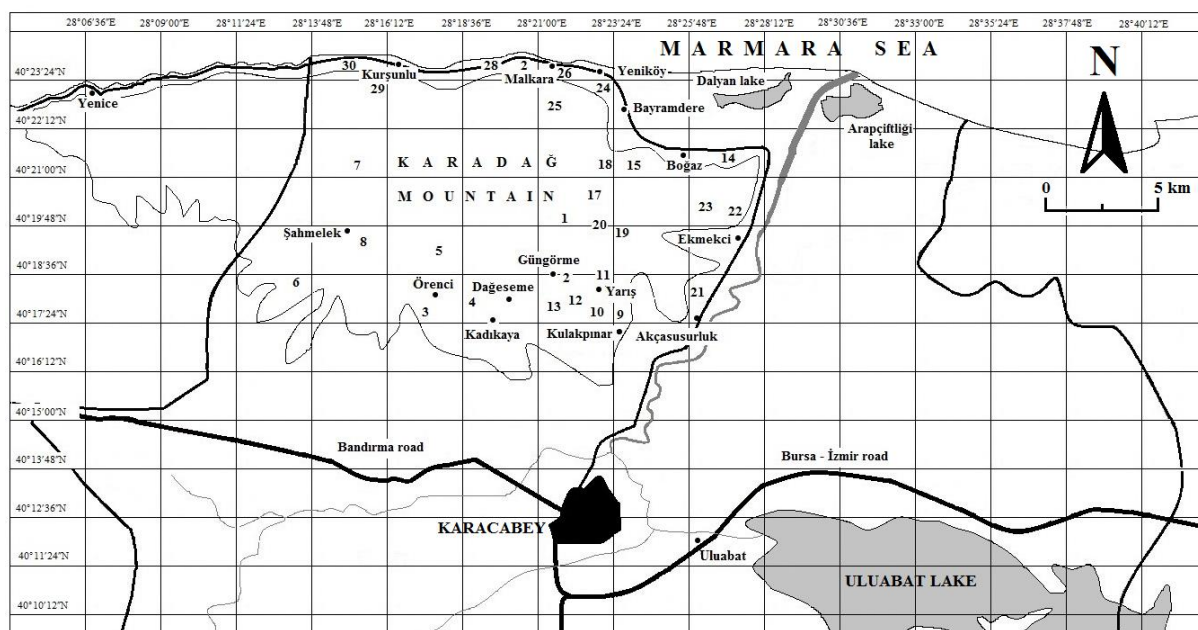 28°06'36"E 28°09'00"E 28°11'24"E 28°13'48"E 28°16'12"E 28°18'36"E 28°21'00"E 28°23'24"E 28°25'48"E 28°28'12"E 28°30'36"E 28°33'00"E 28°35'24"E 28°37'48"E 28°40'12"E
MARMARA SEA
N
40°23'24"N
30
Kurşunlu
28
2
Malkara
26
Yeniköy
29
24
Dalyan lake
Yenice
25
Bayramdere
40°22'12"N
Arapçiftliği
lake
7
KARADAĞ
18
15
Boğaz
14
40°21'00"N
MOUNTAIN
17
0
5 km
1
23
22
40°19'48"N
20
19
Şahmelek
8
Ekmekci
5
Güngörme
40°18'36"N
2
11
6
Örenci
Dağeseme
Yarış
21
3
4
13
12
10
9
40°17'24"N
Kadıkaya
Kulakpınar
Akçasusurluk
40°16'12"N
40°15'00"N
Bandırma road
Bursa - İzmir road
40°13'48"N
40°12'36"N
KARACABEY
Uluabat
40°11'24"N
ULUABAT LAKE
40°10'12"N